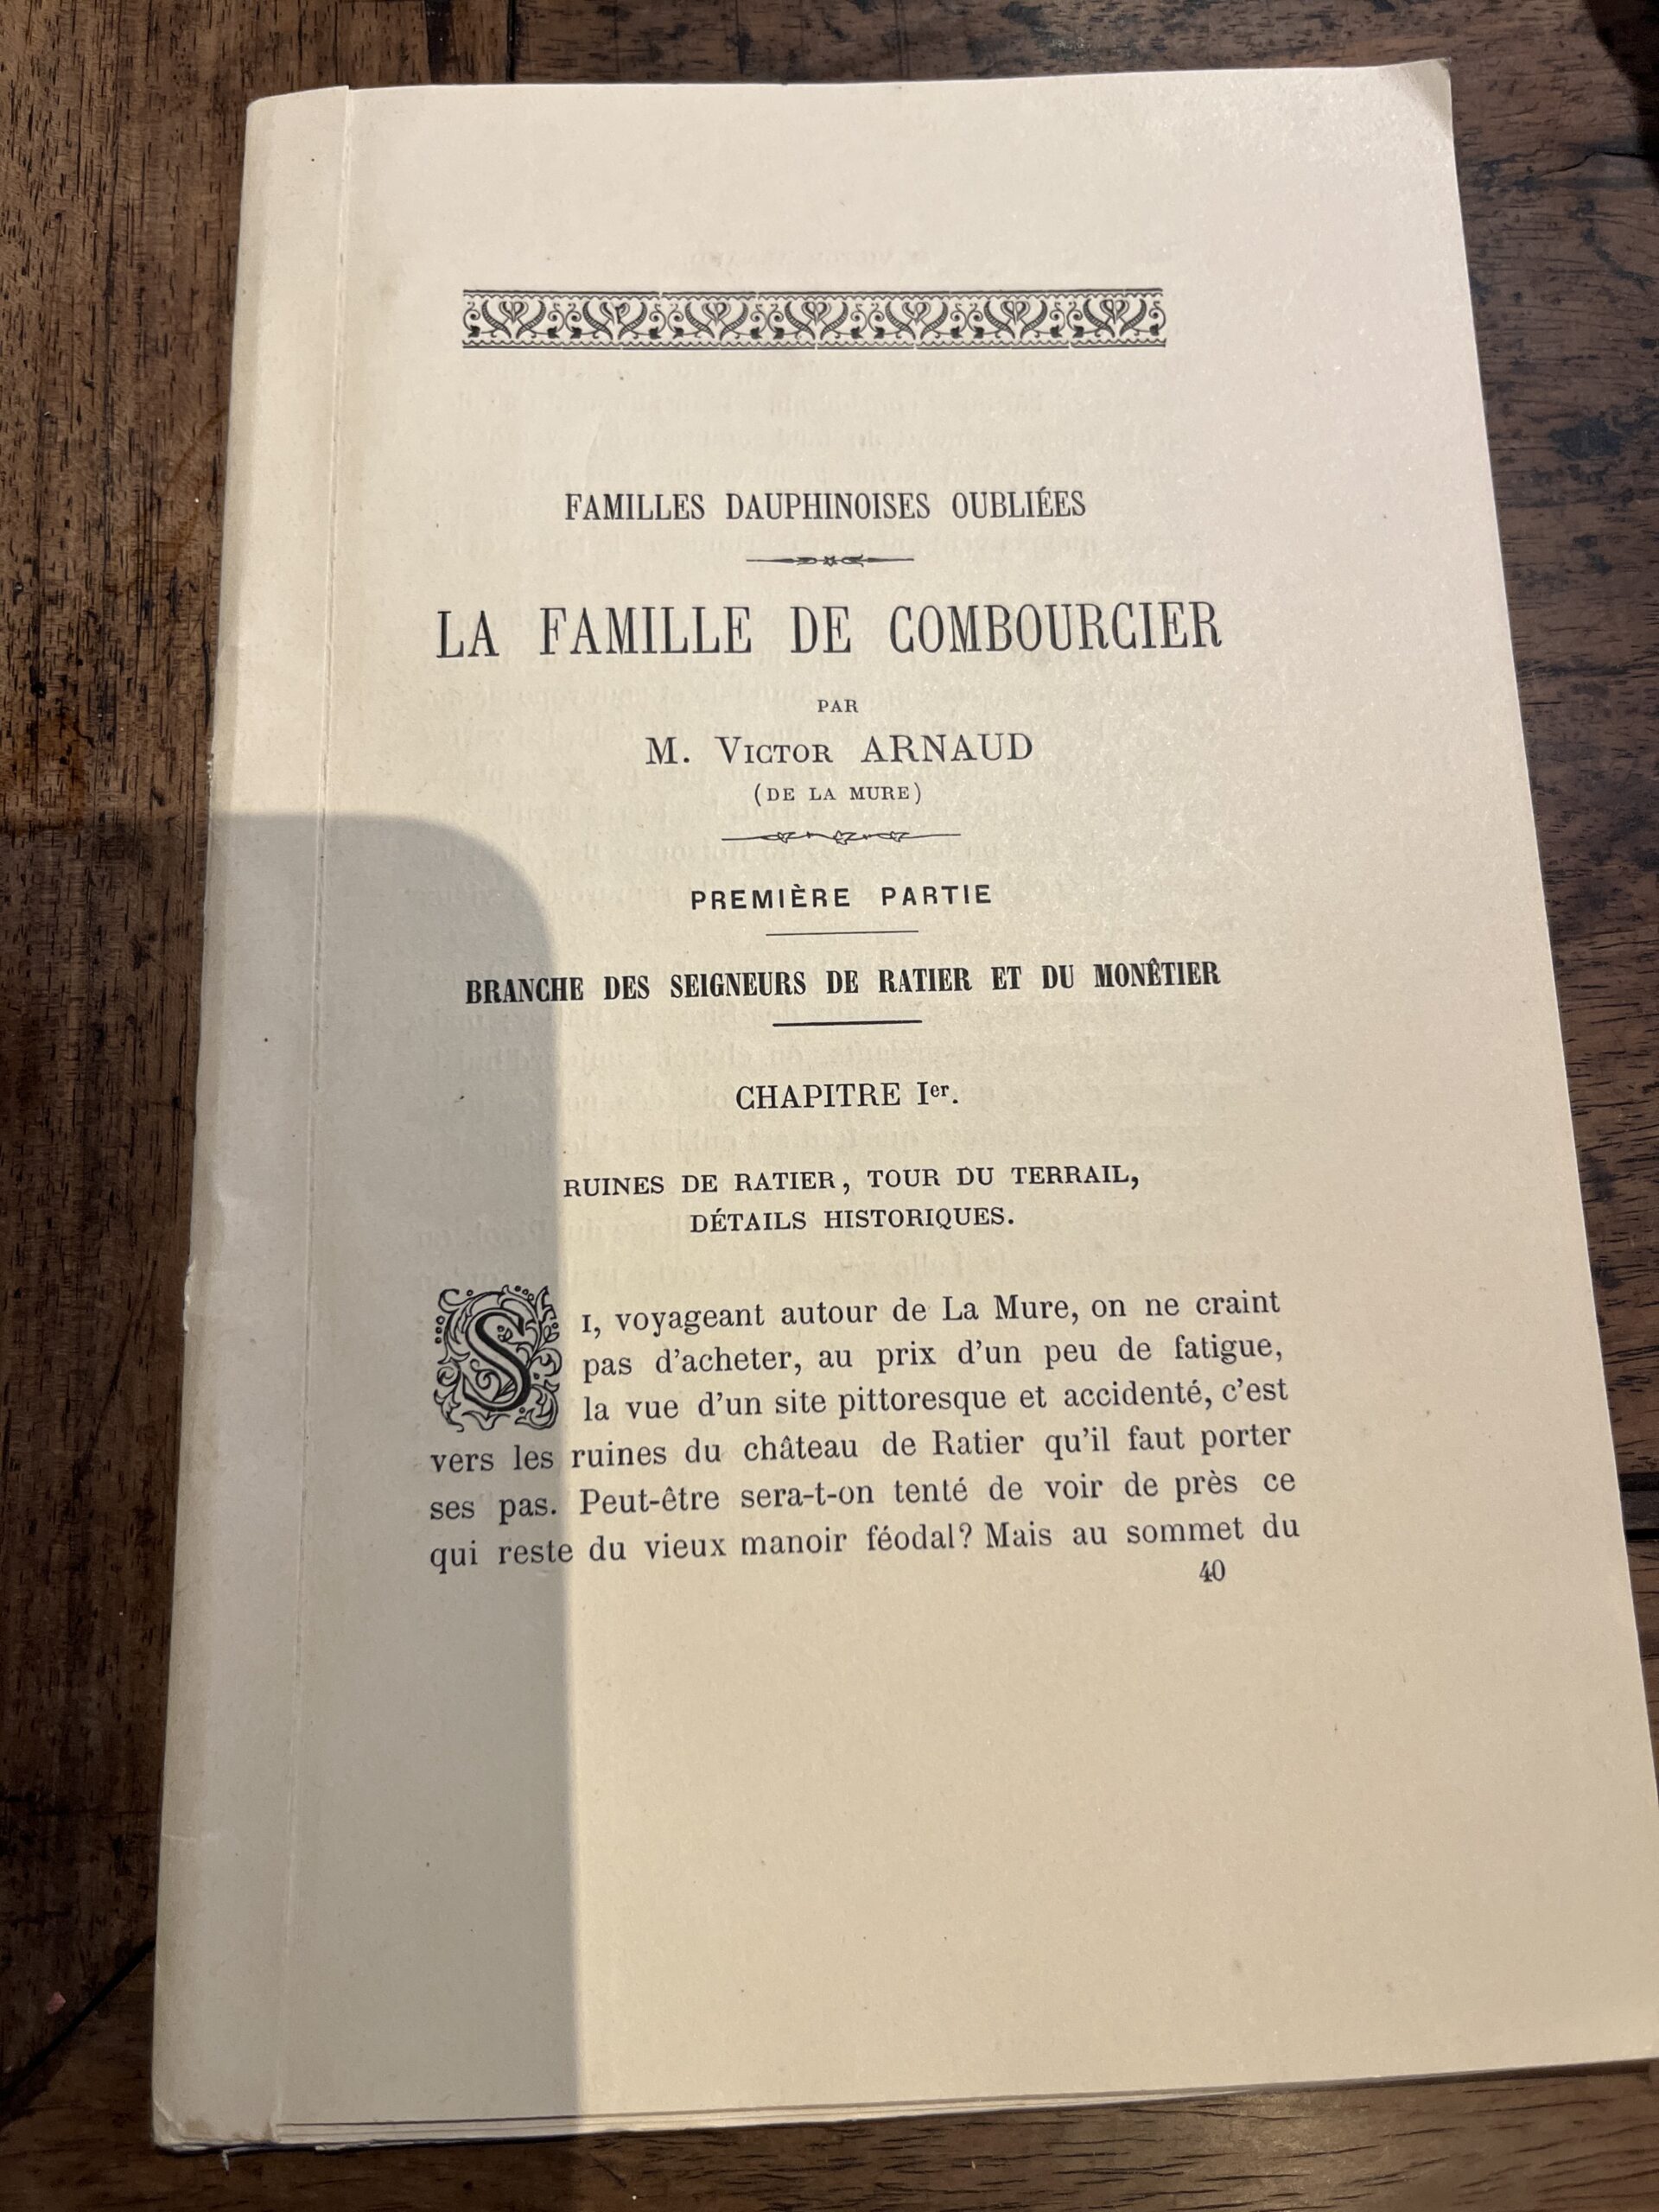 FAMILLES DAUPHINOISES OUBLIÉES
LA FAMILLE DE COMBOURCIER
PAR
M. VICTOR ARNAUD
(DE LA MURE)
PREMIÈRE PARTIE
BRANCHE DES SEIGNEURS DE RATIER ET DU MONÊTIER
CHAPITRE Ier.
RUINES DE RATIER, TOUR DU TERRAIL,
DÉTAILS HISTORIQUES.
SI, voyageant autour de La Mure, on ne craint
pas d'acheter, au prix d'un peu de fatigue,
la vue d'un site pittoresque et accidenté, c'est
vers les ruines du château de Ratier qu'il faut porter
ses pas. Peut-être sera-t-on tenté de voir de près ce
qui reste du vieux manoir féodal? Mais au sommet du
40